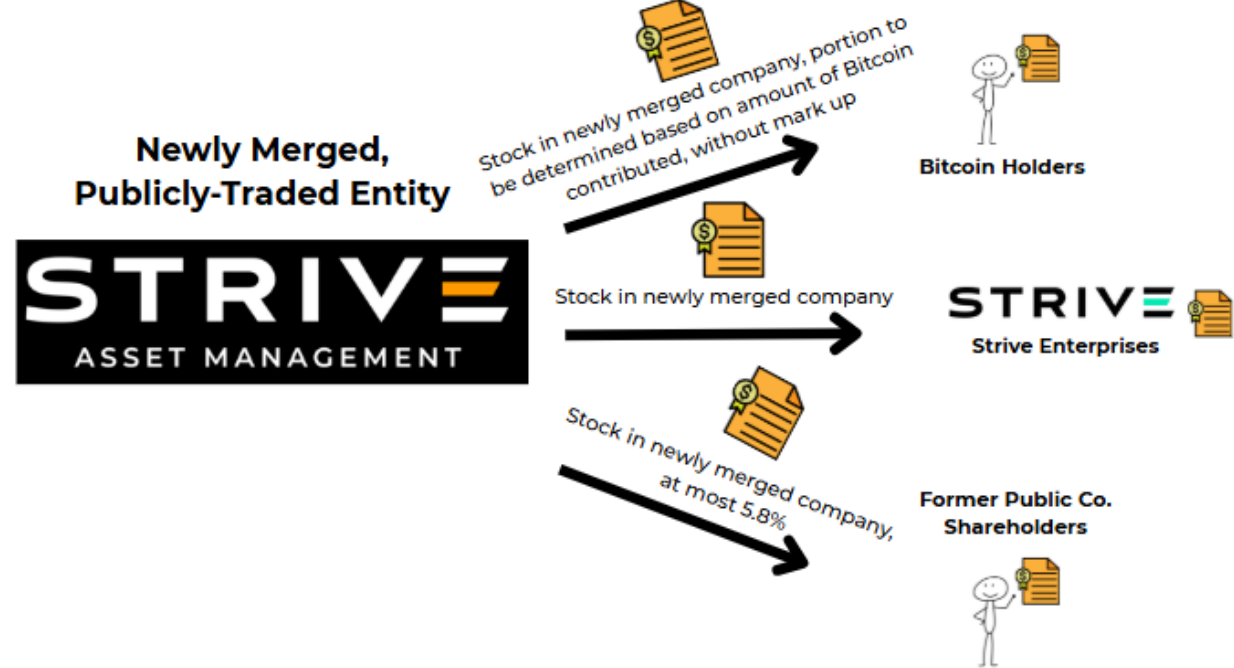 Newly Merged,
Publicly-Traded Entity
STRIVE
ASSET MANAGEMENT
Stock in newly merged company, portion to
be determined based on amount of Bitcoin
contributed, without mark up
Bitcoin Holders
Stock in newly merged company
STRIVE
Strive Enterprises
Stock in newly merged company,
at most 5.8%
Former Public Co.
Shareholders